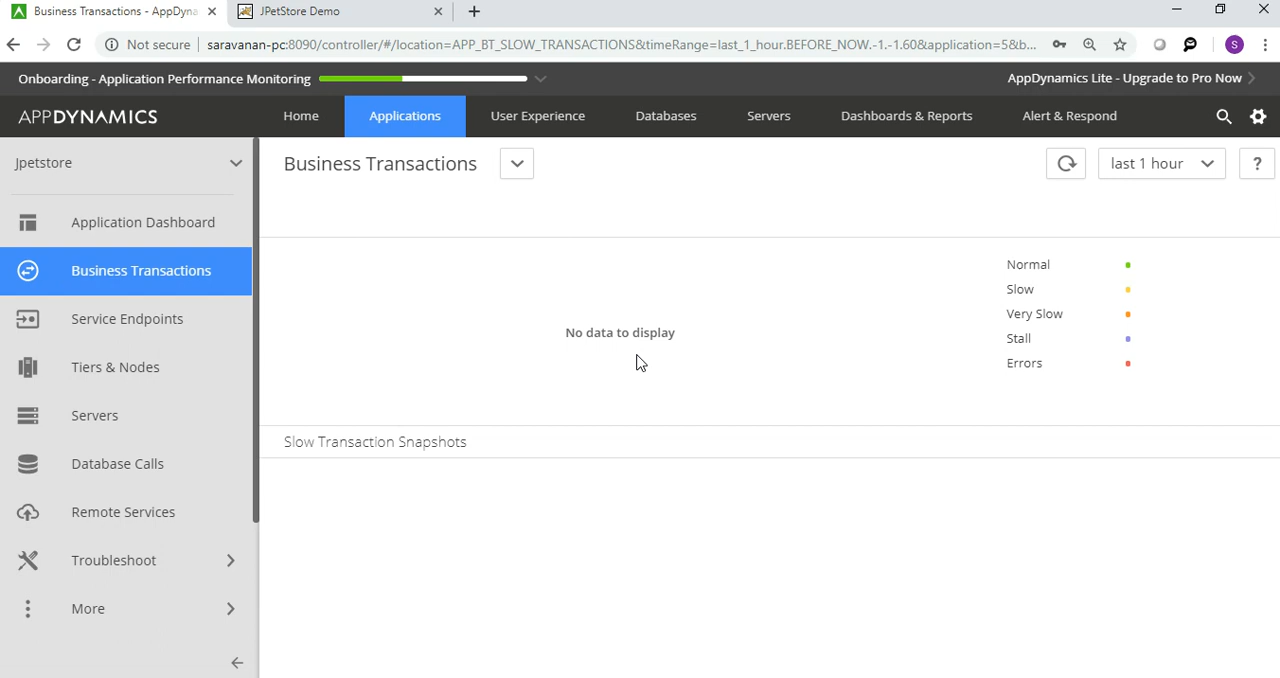 Business Transactions - AppDyna
JPetStore Demo
Not secure
saravanan-pc:8090/controller/#/location=APP_BT_SLOW_TRANSACTIONS&timeRange=last_1_hour.BEFORE_NOW.-1.-1.60&application=5&b...
S
Onboarding - Application Performance Monitoring
AppDynamics Lite - Upgrade to Pro Now
APPDYNAMICS
Home
Applications
User Experience
Databases
Servers
Dashboards & Reports
Alert & Respond
Jpetstore
Business Transactions
last 1 hour
?
Application Dashboard
Business Transactions
Service Endpoints
Tiers & Nodes
Servers
Database Calls
Remote Services
Troubleshoot
More
Normal
Slow
Very Slow
Stall
Errors
No data to display
Slow Transaction Snapshots